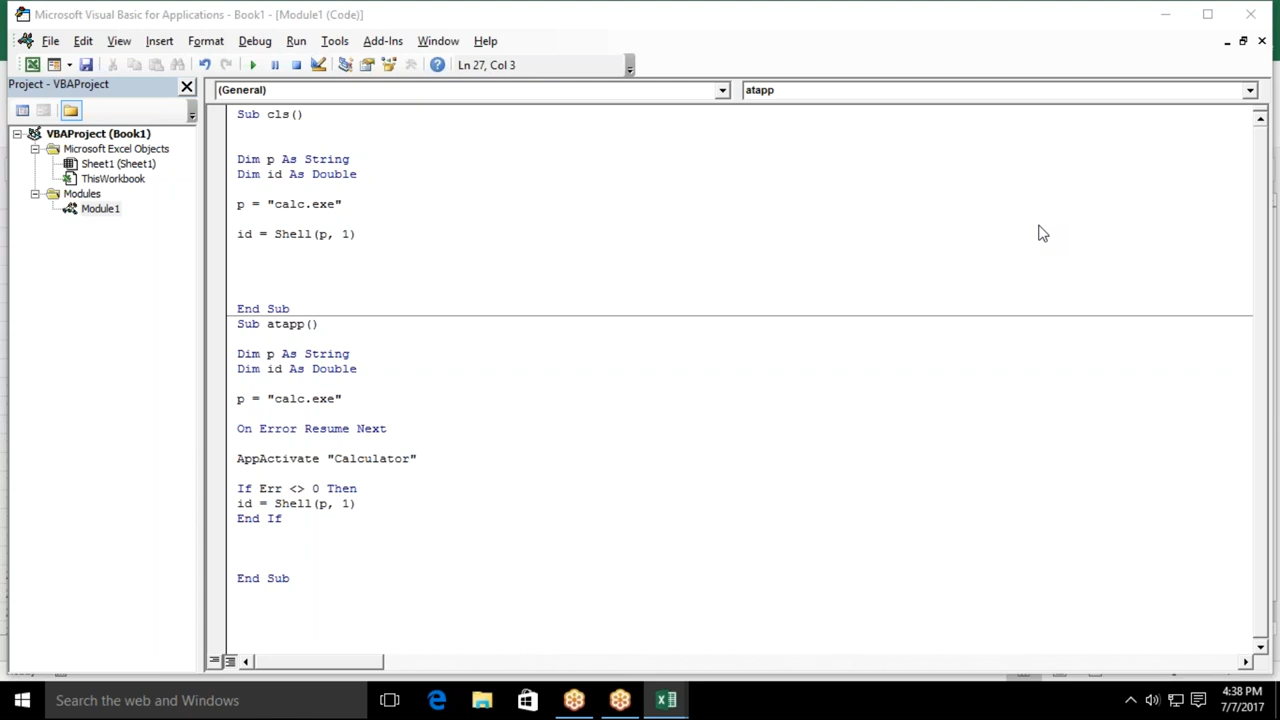 Microsoft Visual Basic for Applications - Book1 - [Module1 (Code)]
File Edit View Insert Format Debug Run Tools Add-Ins Window Help
Ln 27, Col 3
Project - VBAProject
(General)
atapp
VBAProject (Book1)
Microsoft Excel Objects
Sheet1 (Sheet1)
ThisWorkbook
Modules
Module1
Sub cls()
Dim p As String
Dim id As Double
p = "calc.exe"
id = Shell(p, 1)
End Sub
Sub atapp()
Dim p As String
Dim id As Double
p = "calc.exe"
On Error Resume Next
AppActivate "Calculator"
If Err <> 0 Then
id = Shell(p, 1)
End If
End Sub
Search the web and Windows
4:38 PM
7/7/2017